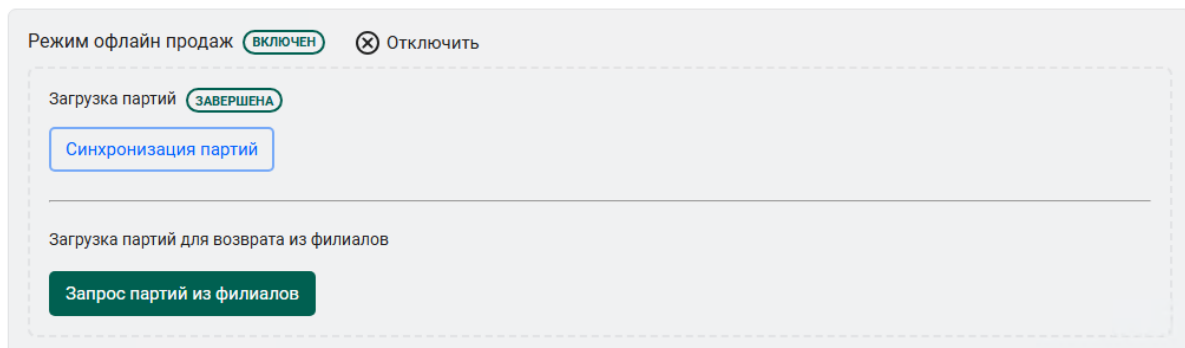 Режим офлайн продаж ВКЛЮЧЕН Отключить
Загрузка партий ЗАВЕРШЕНА
Синхронизация партий
Загрузка партий для возврата из филиалов
Запрос партий из филиалов